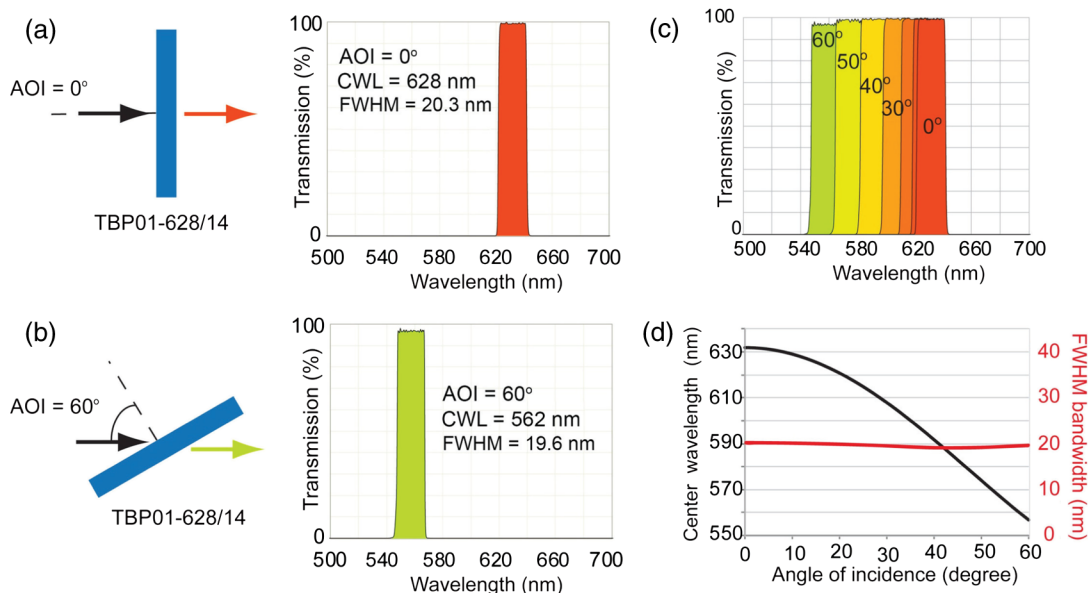 (a)
AOI = 0°
TBP01-628/14
Transmission (%)
100
0
AOI = 0°
CWL = 628 nm
FWHM = 20.3 nm
500 540 580 620 660 700
Wavelength (nm)
(c)
Transmission (%)
100
0
60°
50°
40°
30°
0°
500 540 580 620 660 700
Wavelength (nm)
(b)
AOI = 60°
TBP01-628/14
Transmission (%)
100
0
AOI = 60°
CWL = 562 nm
FWHM = 19.6 nm
500 540 580 620 660 700
Wavelength (nm)
(d)
Center wavelength (nm)
630
610
590
570
550
FWHM bandwidth (nm)
40
30
20
10
0
0 10 20 30 40 50 60
Angle of incidence (degree)